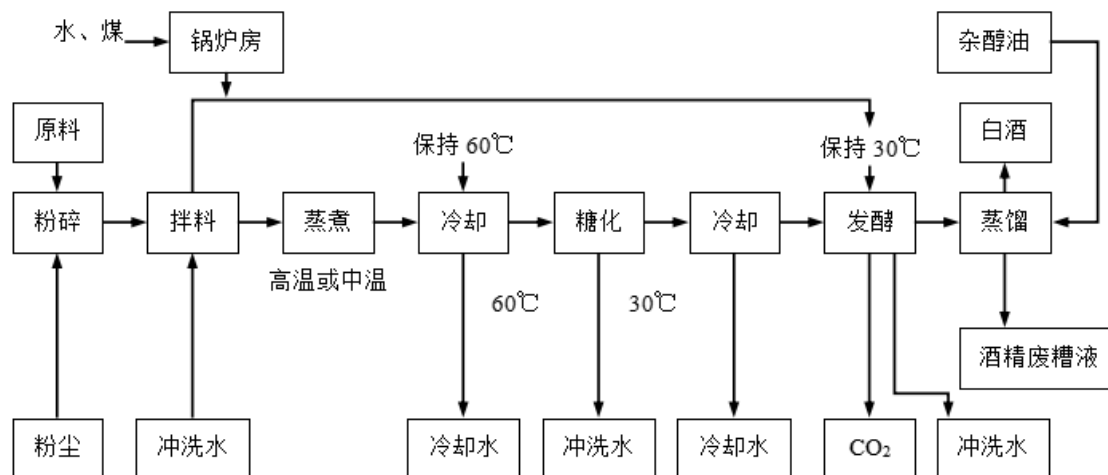 水、煤
锅炉房
杂醇油
原料
保持 60℃
保持 30℃
白酒
粉碎
拌料
蒸煮
冷却
糖化
冷却
发酵
蒸馏
高温或中温
60℃
30℃
酒精废糟液
粉尘
冲洗水
冷却水
冲洗水
冷却水
CO₂
冲洗水